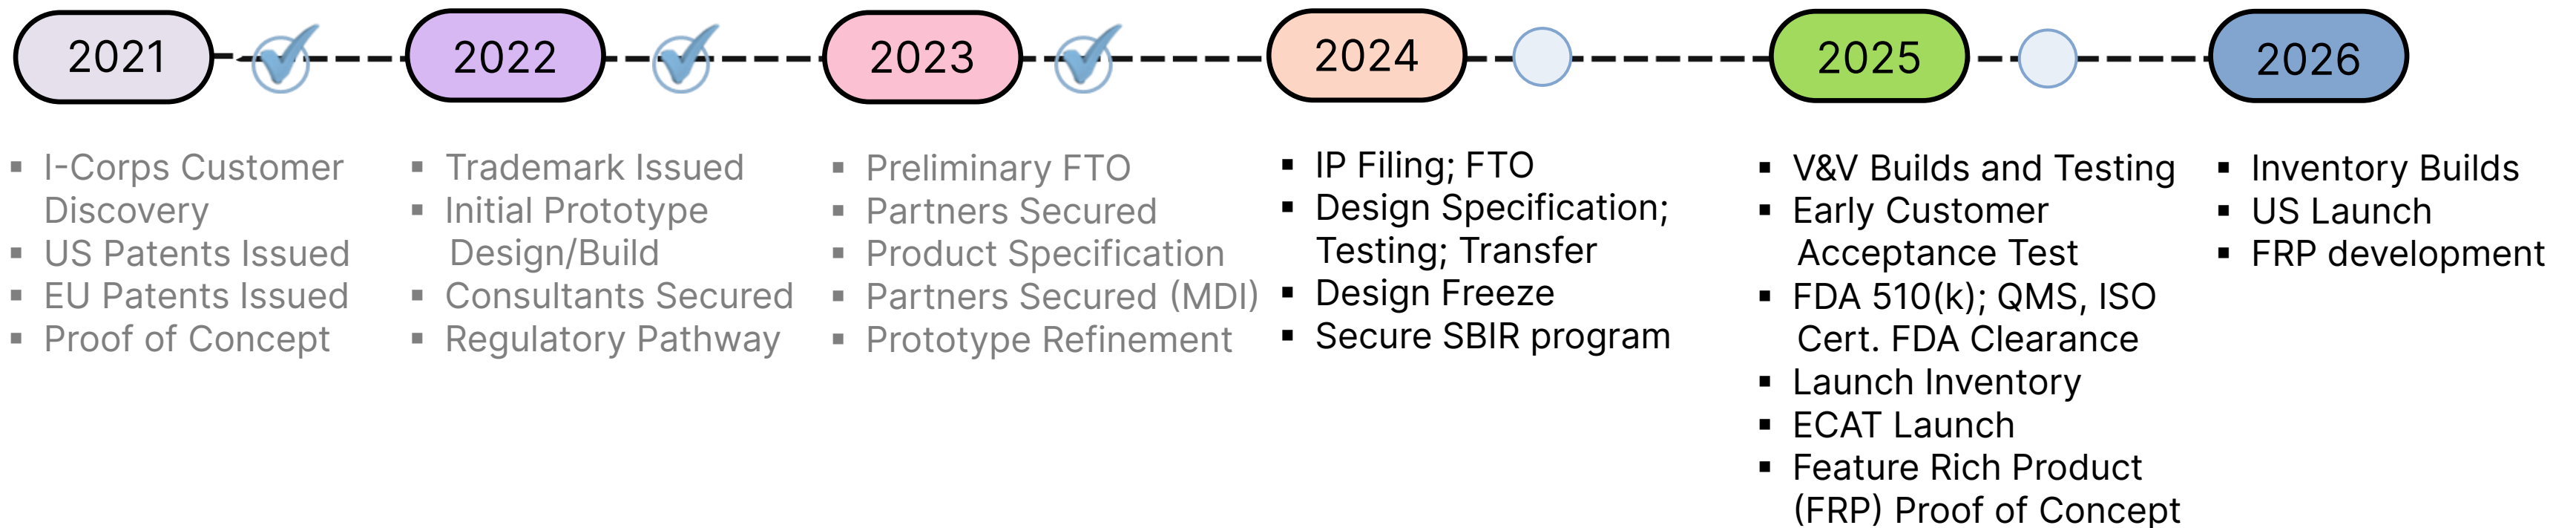 2021
I-Corps Customer
Discovery
US Patents Issued
EU Patents Issued
Proof of Concept
2022
Trademark Issued
Initial Prototype
Design/Build
Consultants Secured
Regulatory Pathway
2023
Preliminary FTO
Partners Secured
Product Specification
Partners Secured (MDI)
Prototype Refinement
2024
IP Filing; FTO
Design Specification;
Testing; Transfer
Design Freeze
Secure SBIR program
2025
V&V Builds and Testing
Early Customer
Acceptance Test
FDA 510(k); QMS, ISO
Cert. FDA Clearance
Launch Inventory
ECAT Launch
Feature Rich Product
(FRP) Proof of Concept
2026
Inventory Builds
US Launch
FRP development